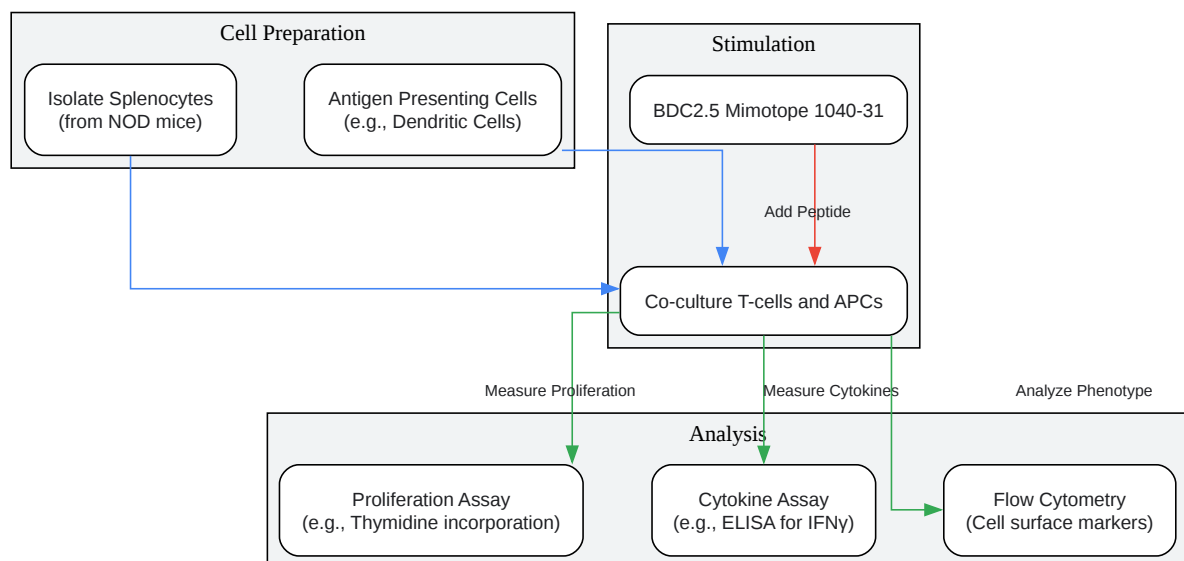 Cell Preparation
Isolate Splenocytes
(from NOD mice)
Antigen Presenting Cells
(e.g., Dendritic Cells)
Stimulation
BDC2.5 Mimotope 1040-31
Add Peptide
Co-culture T-cells and APCs
Measure Proliferation
Measure Cytokines
Analyze Phenotype
Analysis
Proliferation Assay
(e.g., Thymidine incorporation)
Cytokine Assay
(e.g., ELISA for IFNγ)
Flow Cytometry
(Cell surface markers)